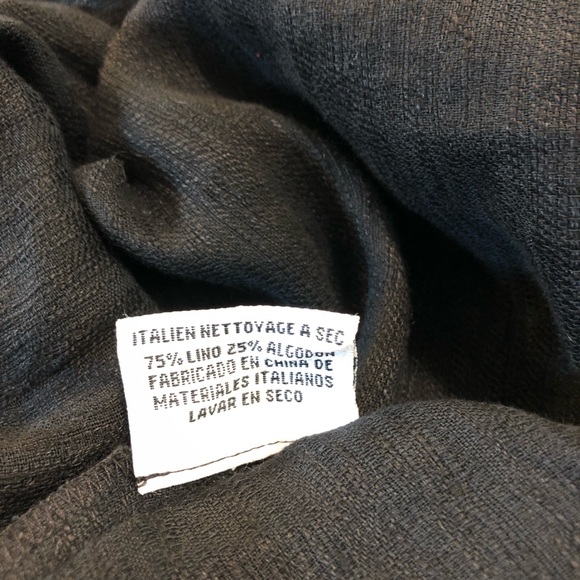 ITALIEN NETTOYAGE A SEC
75% LINO 25% ALGODON
FABRICADO EN CHINA DE
MATERIALES ITALIANOS
LAVAR EN SECO